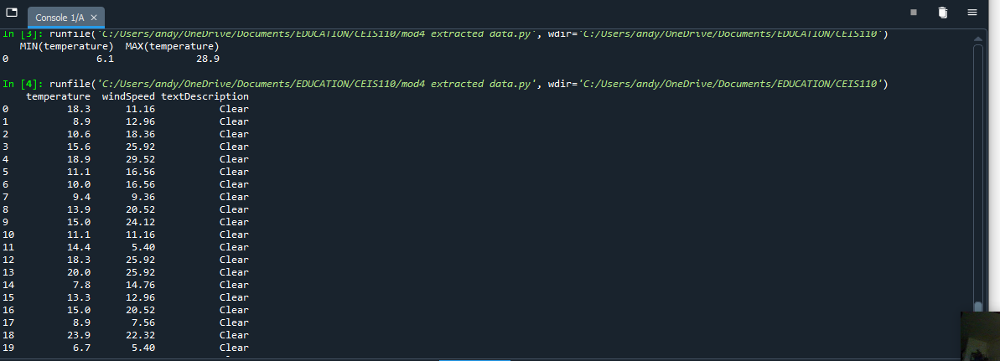 Console 1/A ×
In [3]: runfile('C:/Users/andy/OneDrive/Documents/EDUCATION/CEIS110/mod4 extracted data.py', wdir='C:/Users/andy/OneDrive/Documents/EDUCATION/CEIS110')
MIN(temperature) MAX(temperature)
0 6.1 28.9
In [4]: runfile('C:/Users/andy/OneDrive/Documents/EDUCATION/CEIS110/mod4 extracted data.py', wdir='C:/Users/andy/OneDrive/Documents/EDUCATION/CEIS110')
temperature windSpeed textDescription
0 18.3 11.16 Clear
1 8.9 12.96 Clear
2 10.6 18.36 Clear
3 15.6 25.92 Clear
4 18.9 29.52 Clear
5 11.1 16.56 Clear
6 10.0 16.56 Clear
7 9.4 9.36 Clear
8 13.9 20.52 Clear
9 15.0 24.12 Clear
10 11.1 11.16 Clear
11 14.4 5.40 Clear
12 18.3 25.92 Clear
13 20.0 25.92 Clear
14 7.8 14.76 Clear
15 13.3 12.96 Clear
16 15.0 20.52 Clear
17 8.9 7.56 Clear
18 23.9 22.32 Clear
19 6.7 5.40 Clear